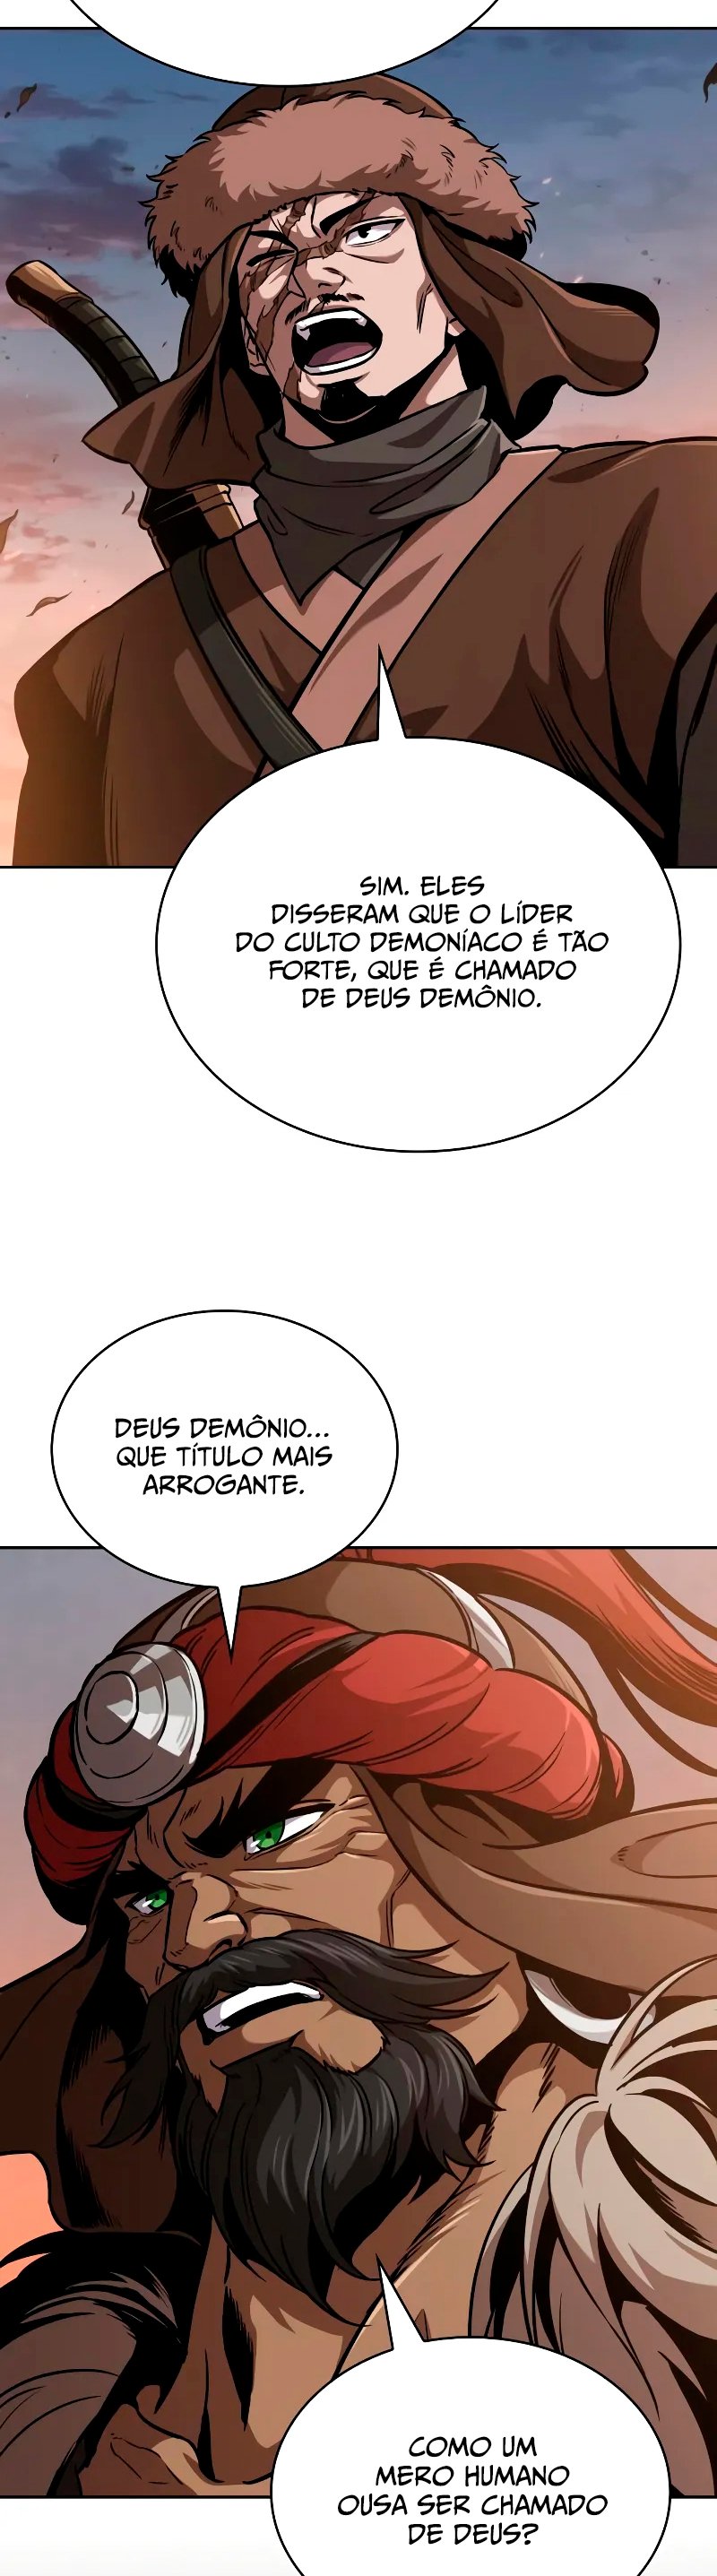 SIM. ELES
DISSERAM QUE O LÍDER
DO CULTO DEMONÍACO É TÃO
FORTE, QUE É CHAMADO
DE DEUS DEMÔNIO.
DEUS DEMÔNIO...
QUE TÍTULO MAIS
ARROGANTE.
COMO UM
MERO HUMANO
OUSA SER CHAMADO
DE DEUS?